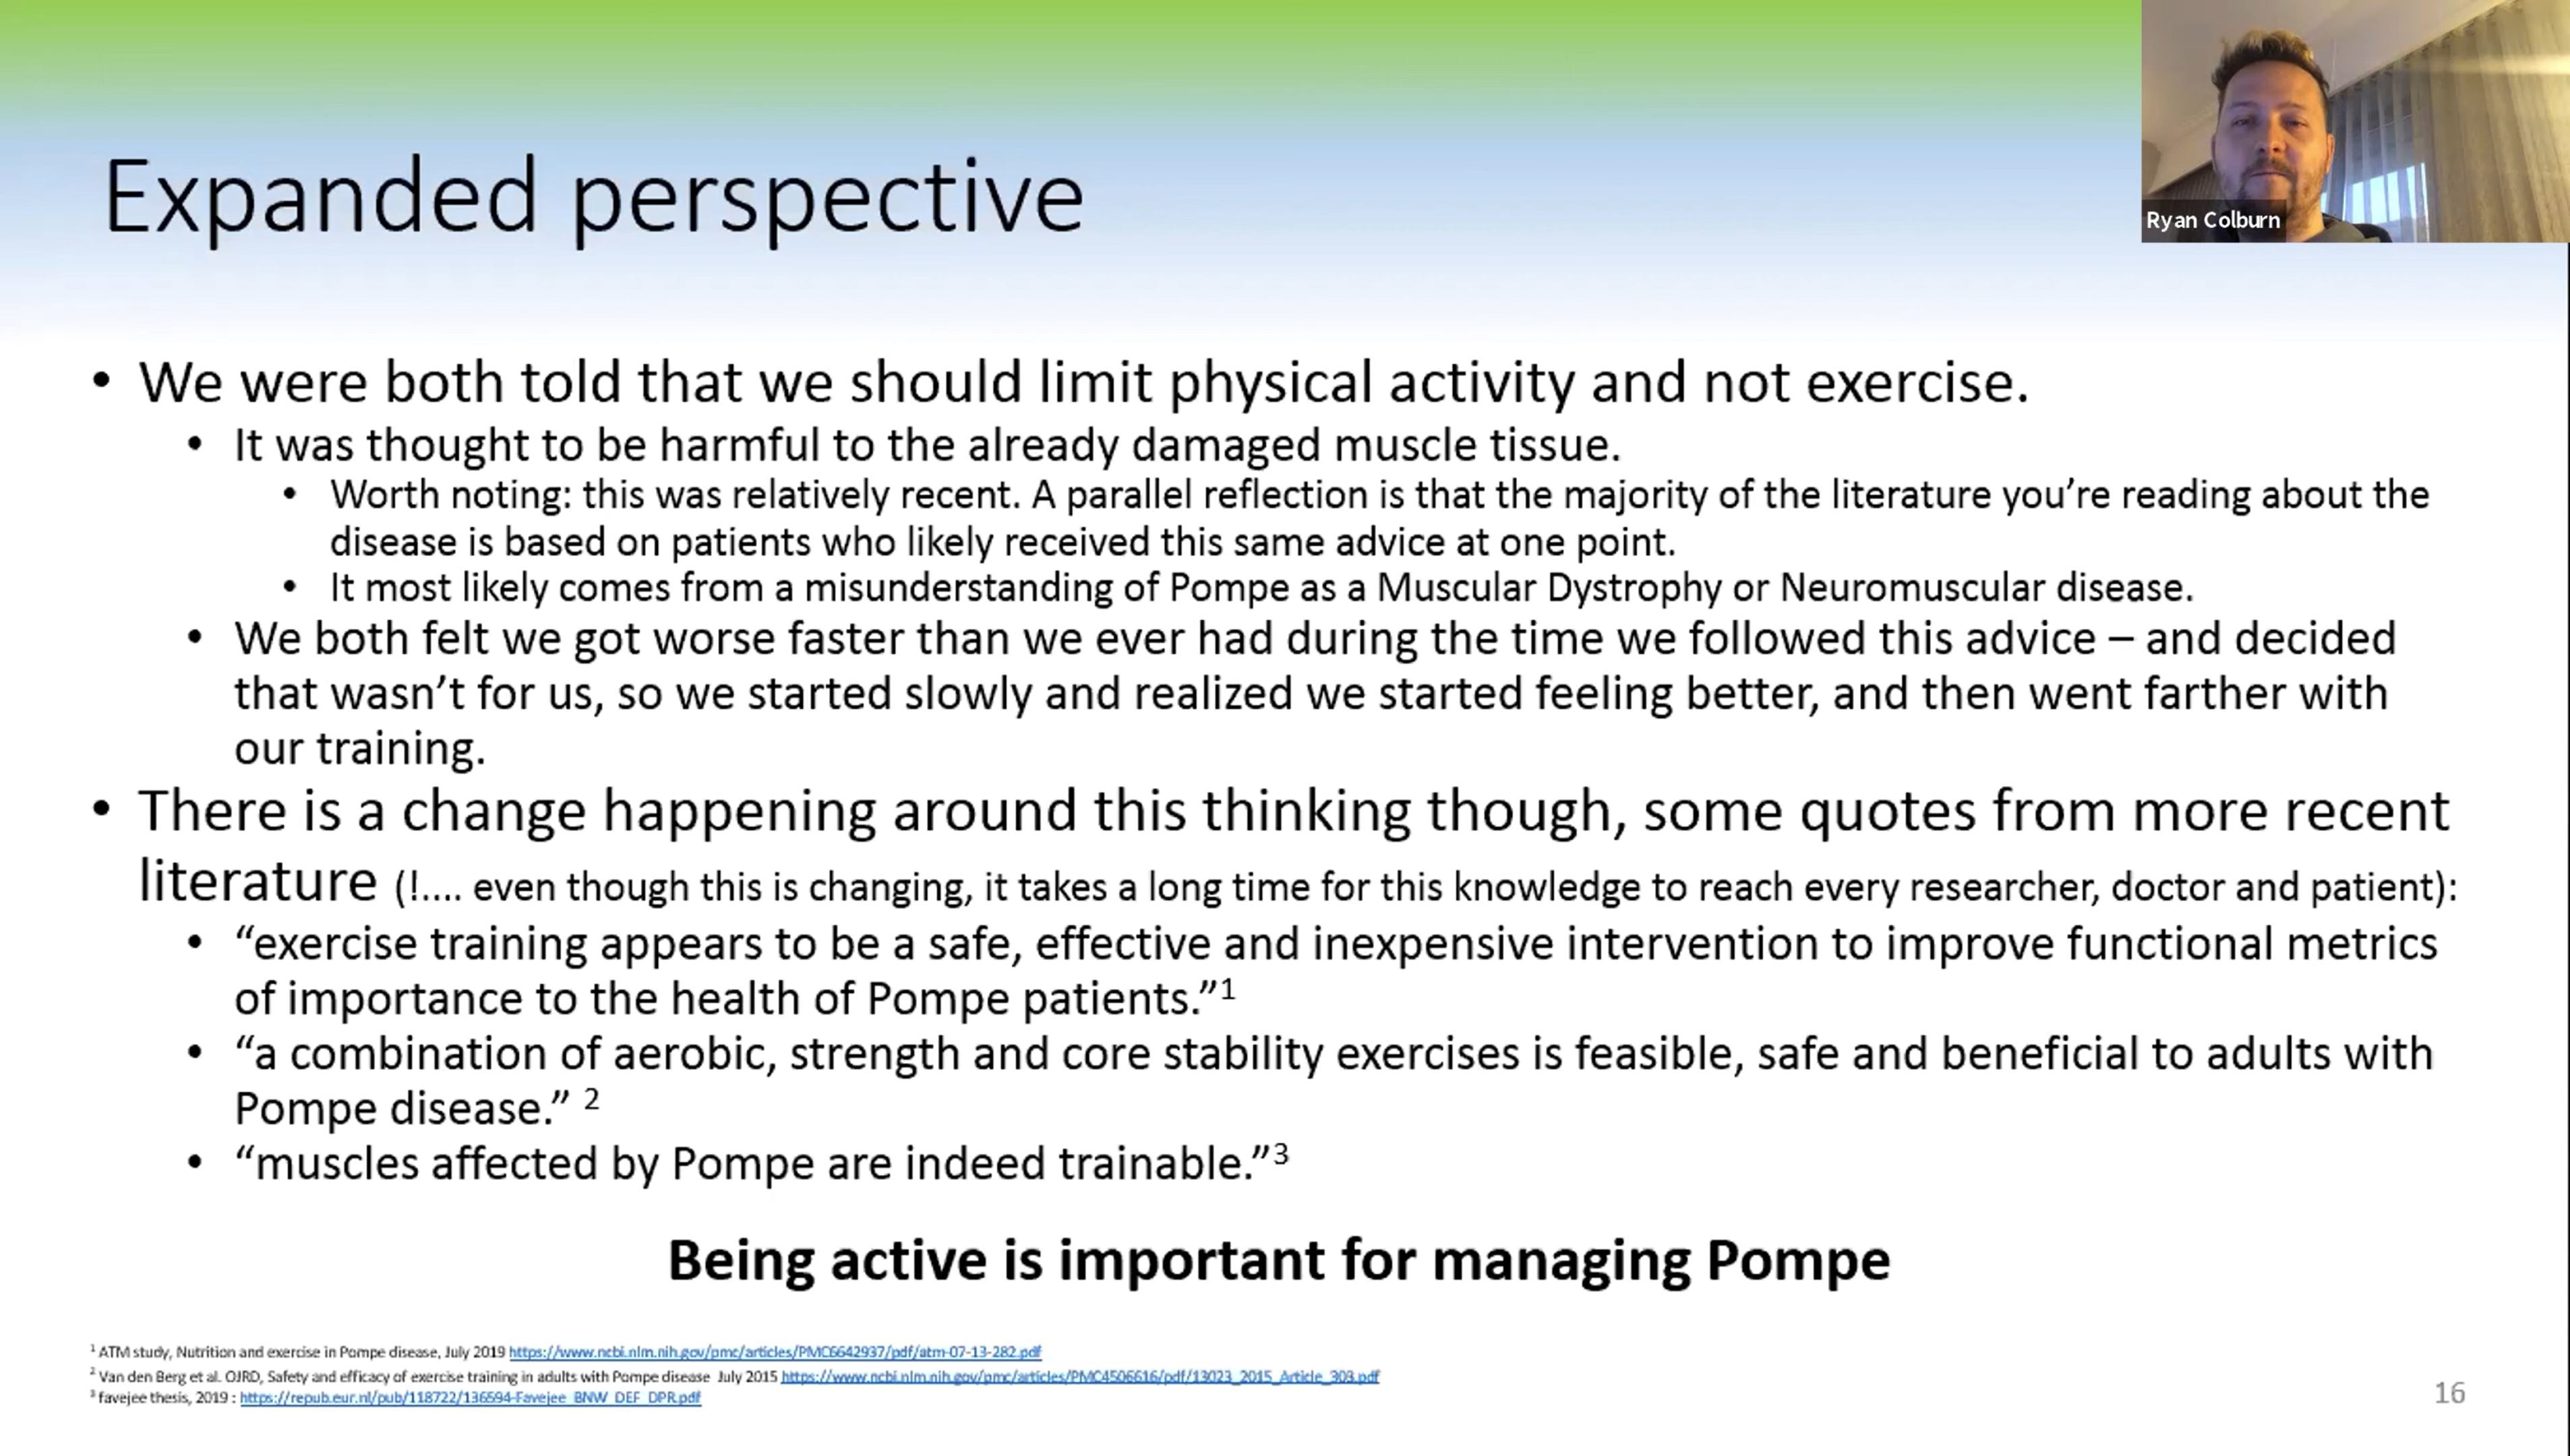 Expanded perspective
Ryan Colburn
• We were both told that we should limit physical activity and not exercise.
• It was thought to be harmful to the already damaged muscle tissue.
• Worth noting: this was relatively recent. A parallel reflection is that the majority of the literature you’re reading about the
disease is based on patients who likely received this same advice at one point.
• It most likely comes from a misunderstanding of Pompe as a Muscular Dystrophy or Neuromuscular disease.
• We both felt we got worse faster than we ever had during the time we followed this advice – and decided
that wasn’t for us, so we started slowly and realized we started feeling better, and then went farther with
our training.
• There is a change happening around this thinking though, some quotes from more recent
literature (!.... even though this is changing, it takes a long time for this knowledge to reach every researcher, doctor and patient):
• “exercise training appears to be a safe, effective and inexpensive intervention to improve functional metrics
of importance to the health of Pompe patients.”1
• “a combination of aerobic, strength and core stability exercises is feasible, safe and beneficial to adults with
Pompe disease.” 2
• “muscles affected by Pompe are indeed trainable.”3
Being active is important for managing Pompe
1 ATM study, Nutrition and exercise in Pompe disease, July 2019 https://www.ncbi.nlm.nih.gov/pmc/articles/PMC6642937/pdf/atm-07-13-282.pdf
2 Van den Berg et al. OJRD, Safety and efficacy of exercise training in adults with Pompe disease July 2015 https://www.ncbi.nlm.nih.gov/pmc/articles/PMC4506616/pdf/13023_2015_Article_303.pdf
3 favejee thesis, 2019 : https://repub.eur.nl/pub/118722/136594-Favejee_BNW_DEF_DPR.pdf
16